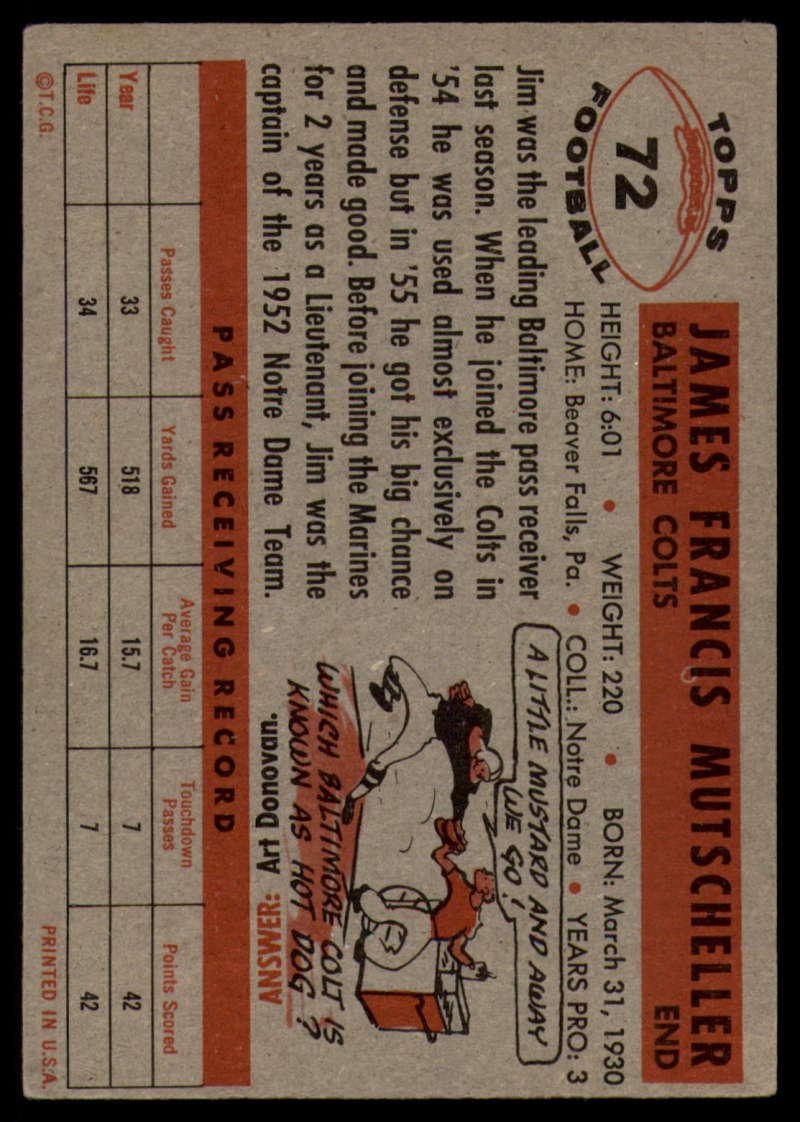 TOPPS
72
FOOTBALL
JAMES FRANCIS MUTSCHELLER
BALTIMORE COLTS END
HEIGHT: 6:01 • WEIGHT: 220 • BORN: March 31, 1930
HOME: Beaver Falls, Pa. • COLL.: Notre Dame • YEARS PRO: 3
Jim was the leading Baltimore pass receiver
last season. When he joined the Colts in
'54 he was used almost exclusively on
defense but in '55 he got his big chance
and made good. Before joining the Marines
for 2 years as a Lieutenant, Jim was the
captain of the 1952 Notre Dame Team.
A LITTLE MUSTARD AND AWAY
WE GO!
WHICH BALTIMORE COLT IS
KNOWN AS HOT DOG?
ANSWER: Art Donovan.
PASS RECEIVING RECORD
Passes Caught Yards Gained Average Gain Per Catch Touchdown Passes Points Scored
Year 33 518 15.7 7 42
Life 34 567 16.7 7 42
©T.C.G. PRINTED IN U.S.A.